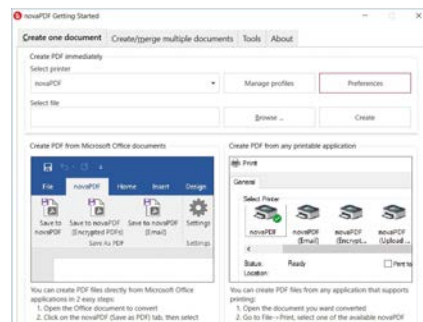 novaPDF Getting Started
Create one document Create/merge multiple documents Tools About
Create PDF immediately
Select printer
novaPDF Manage profiles Preferences
Select file
Browse ... Create
Create PDF from Microsoft Office documents
File novaPDF Home Insert Design
Save to novaPDF
Save to novaPDF (Encrypted PDFs)
Save to novaPDF (Email)
Settings
Save As PDF Settings
You can create PDF files directly from Microsoft Office
applications in 2 easy steps:
1. Open the Office document to convert
2. Click on the novaPDF (Save as PDF) tab, then select
Create PDF from any printable application
Print
General
Select Printer
novaPDF
novaPDF (Email)
novaPDF (Encrypt...
novaPDF (Upload ...
Status: Ready Print to
Location:
You can create PDF files from any application that supports
printing:
1. Open the document you want converted
2. Go to File->Print, select one of the available novaPDF